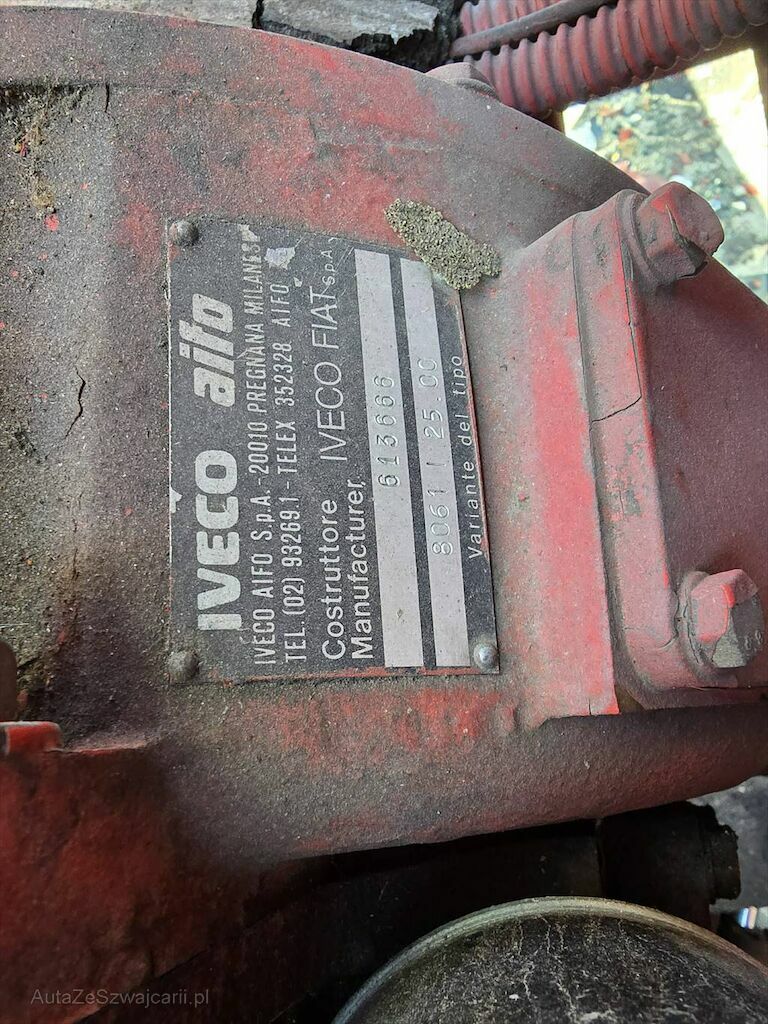 IVECO aifo
IVECO AIFO S.p.A. - 20010 PREGNANA MILANESE
TEL. (02) 93269.1 - TELEX 352328 AIFO
Costruttore
Manufacturer. IVECO FIAT S.p.A.
613666
8061 I 25.00
Variante del tipo
AutaZeSzwajcarii.pl